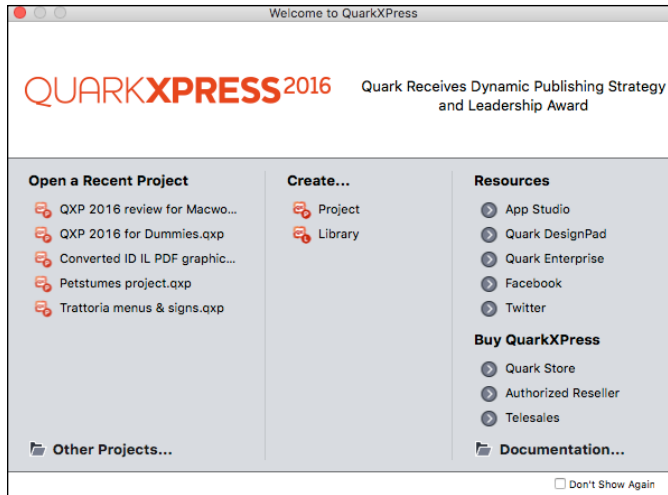 Welcome to QuarkXPress
QUARKXPRESS2016
Quark Receives Dynamic Publishing Strategy
and Leadership Award
Open a Recent Project
QXP 2016 review for Macwo...
QXP 2016 for Dummies.qxp
Converted ID IL PDF graphic...
Petstumes project.qxp
Trattoria menus & signs.qxp
Other Projects...
Create...
Project
Library
Resources
App Studio
Quark DesignPad
Quark Enterprise
Facebook
Twitter
Buy QuarkXPress
Quark Store
Authorized Reseller
Telesales
Documentation...
Don't Show Again